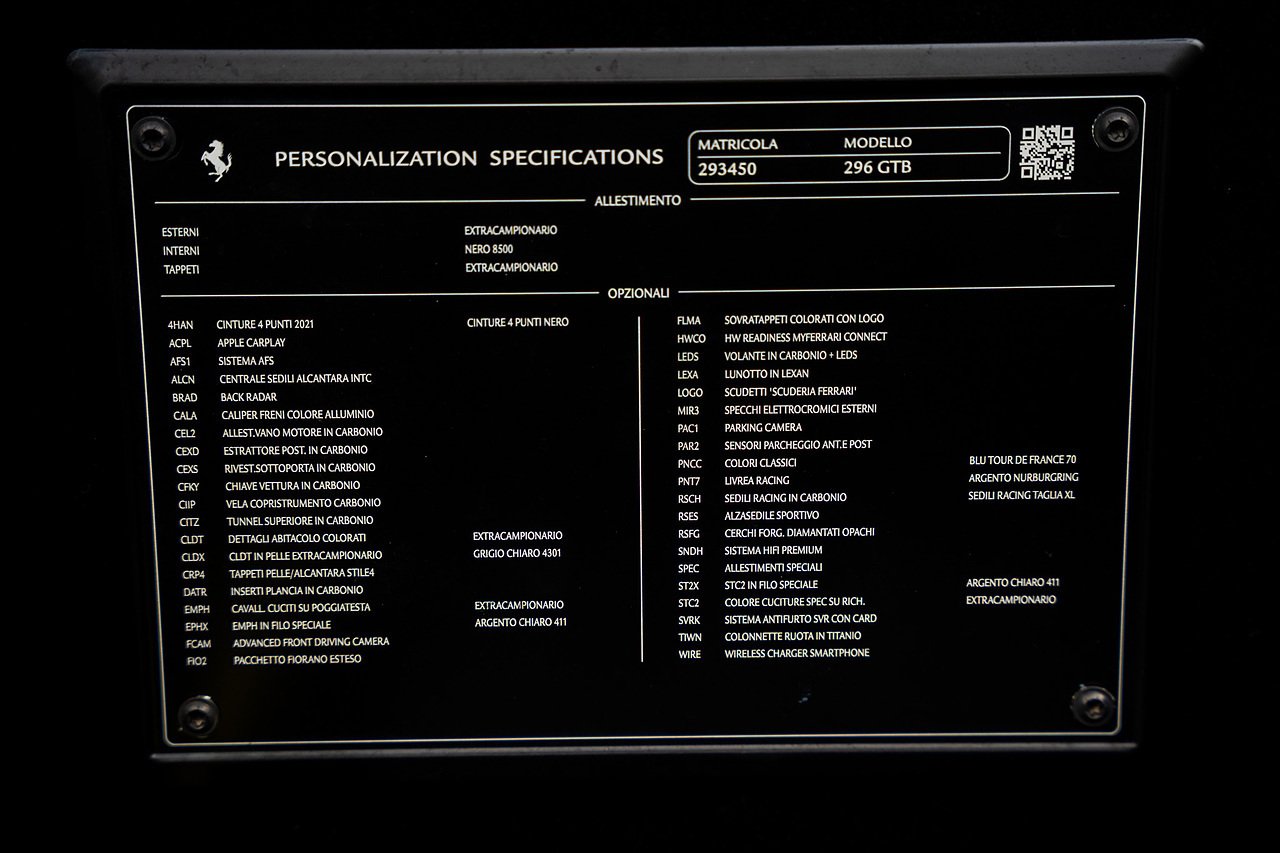 PERSONALIZATION SPECIFICATIONS
MATRICOLA MODELLO
293450 296 GTB
ALLESTIMENTO
ESTERNI EXTRACAMPIONARIO
INTERNI NERO 8500
TAPPETI EXTRACAMPIONARIO
OPZIONALI
4HAN CINTURE 4 PUNTI 2021 CINTURE 4 PUNTI NERO
ACPL APPLE CARPLAY
AFS1 SISTEMA AFS
ALCN CENTRALE SEDILI ALCANTARA INTC
BRAD BACK RADAR
CALA CALIPER FRENI COLORE ALLUMINIO
CEL2 ALLEST.VANO MOTORE IN CARBONIO
CEXD ESTRATTORE POST. IN CARBONIO
CEXS RIVEST.SOTTOPORTA IN CARBONIO
CFKY CHIAVE VETTURA IN CARBONIO
CIIP VELA COPRISTRUMENTO CARBONIO
CITZ TUNNEL SUPERIORE IN CARBONIO
CLDT DETTAGLI ABITACOLO COLORATI EXTRACAMPIONARIO
CLDX CLDT IN PELLE EXTRACAMPIONARIO GRIGIO CHIARO 4301
CRP4 TAPPETI PELLE/ALCANTARA STILE4
DATR INSERTI PLANCIA IN CARBONIO
EMPH CAVALL. CUCITI SU POGGIATESTA EXTRACAMPIONARIO
EPHX EMPH IN FILO SPECIALE ARGENTO CHIARO 411
FCAM ADVANCED FRONT DRIVING CAMERA
FIO2 PACCHETTO FIORANO ESTESO
FLMA SOVRATAPPETI COLORATI CON LOGO
HWCO HW READINESS MYFERRARI CONNECT
LEDS VOLANTE IN CARBONIO + LEDS
LEXA LUNOTTO IN LEXAN
LOGO SCUDETTI 'SCUDERIA FERRARI'
MIR3 SPECCHI ELETTROCROMICI ESTERNI
PAC1 PARKING CAMERA
PAR2 SENSORI PARCHEGGIO ANT.E POST
PNCC COLORI CLASSICI BLU TOUR DE FRANCE 70
PNT7 LIVREA RACING ARGENTO NURBURGRING
RSCH SEDILI RACING IN CARBONIO SEDILI RACING TAGLIA XL
RSES ALZASEDILE SPORTIVO
RSFG CERCHI FORG. DIAMANTATI OPACHI
SNDH SISTEMA HIFI PREMIUM
SPEC ALLESTIMENTI SPECIALI
ST2X STC2 IN FILO SPECIALE ARGENTO CHIARO 411
STC2 COLORE CUCITURE SPEC SU RICH. EXTRACAMPIONARIO
SVRK SISTEMA ANTIFURTO SVR CON CARD
TIWN COLONNETTE RUOTA IN TITANIO
WIRE WIRELESS CHARGER SMARTPHONE